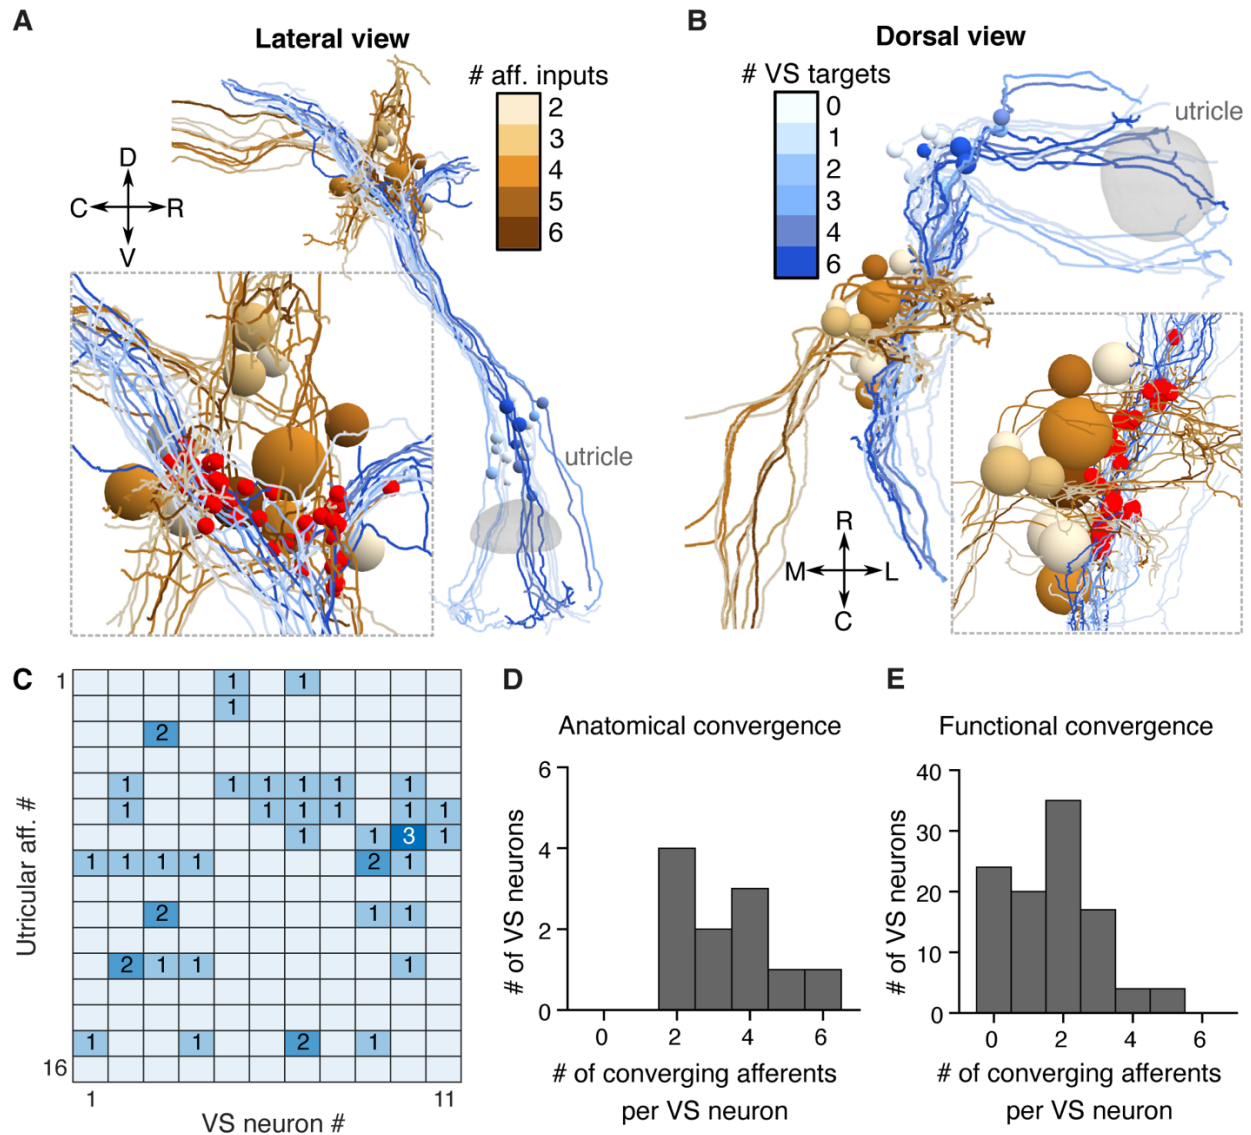 A
Lateral view
# aff. inputs
2
3
4
5
6
D
C R
V
utricle
B
Dorsal view
# VS targets
0
1
2
3
4
6
utricle
R
M L
C
C
1
16
Utricular aff. #
1 1
1
2
1 1 1 1 1 1
1 1 1 1 1 1
1 1 3 1
1 1 1 1 2 1
2 1 1
2 1 1 1
1 1 2 1
1 11
VS neuron #
D
Anatomical convergence
# of VS neurons
6
4
2
0
0 2 4 6
# of converging afferents
per VS neuron
E
Functional convergence
# of VS neurons
40
30
20
10
0
0 2 4 6
# of converging afferents
per VS neuron